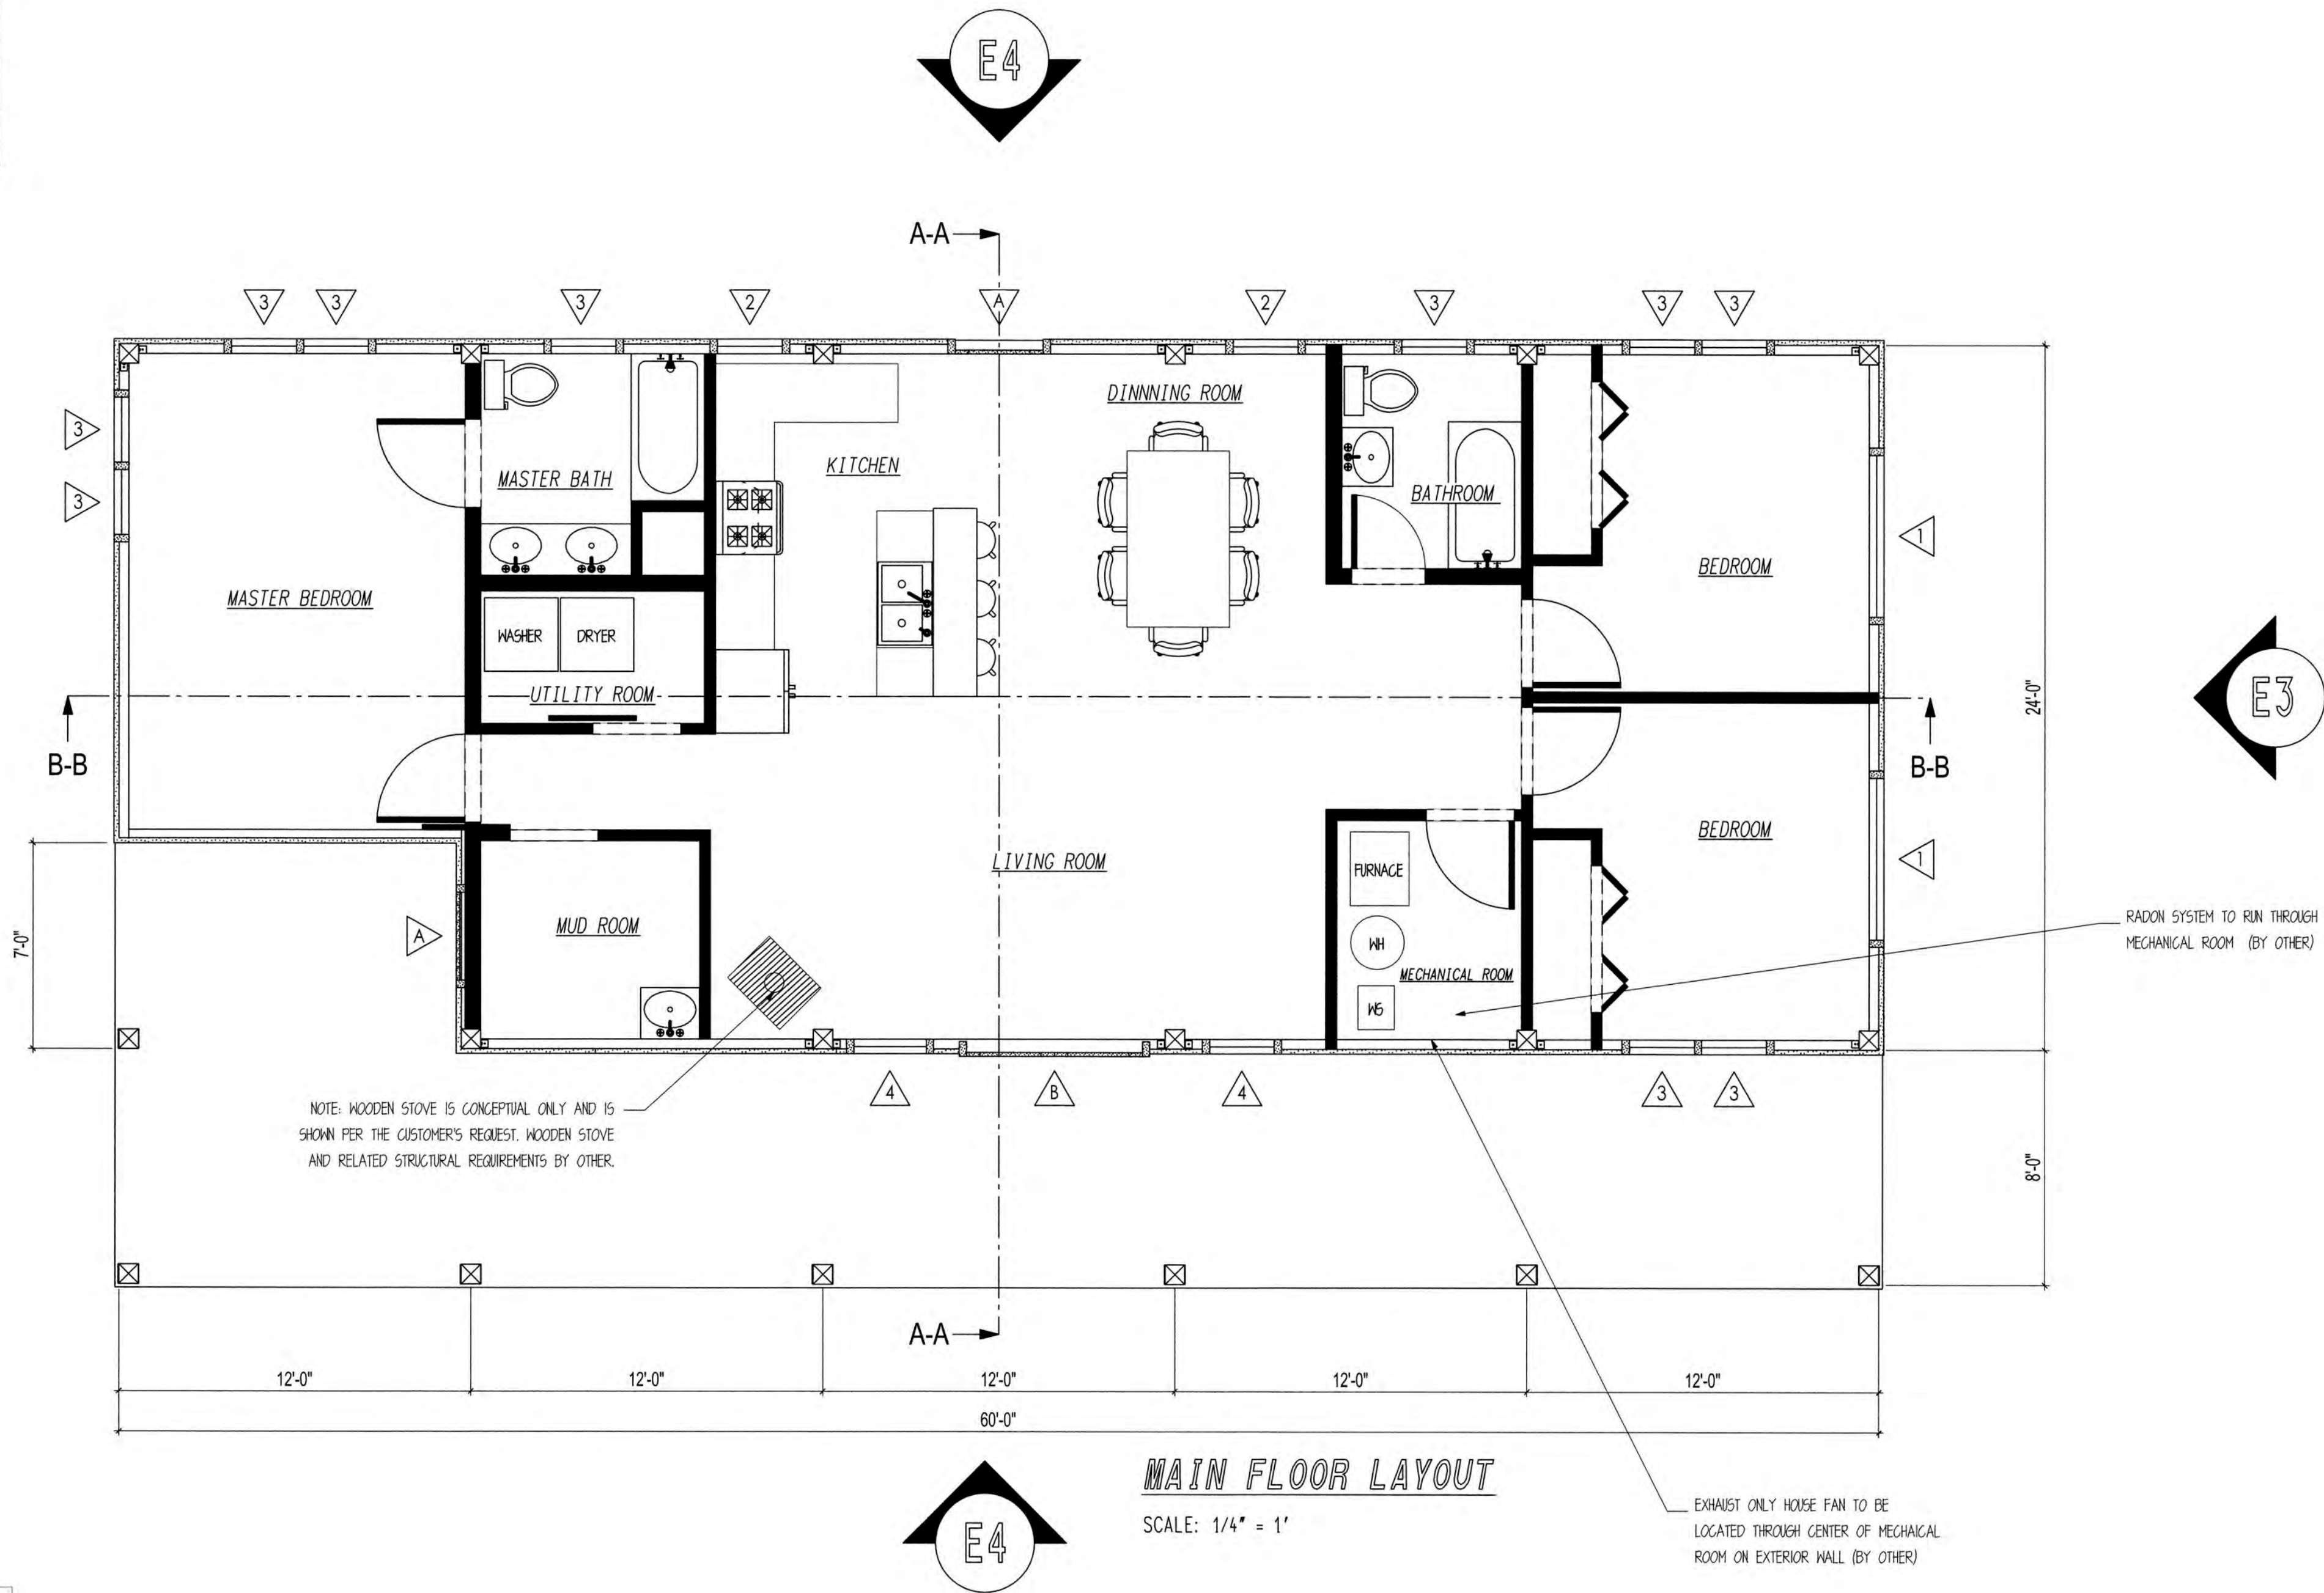 E4
A-A
3
3
3
2
A
2
3
3
3
DINNNING ROOM
3
KITCHEN
3
MASTER BATH
BATHROOM
1
BEDROOM
MASTER BEDROOM
WASHER
DRYER
UTILITY ROOM
24'-0"
E3
B-B
B-B
BEDROOM
1
LIVING ROOM
FURNACE
7'-0"
A
MUD ROOM
WH
MECHANICAL ROOM
WS
RADON SYSTEM TO RUN THROUGH
MECHANICAL ROOM (BY OTHER)
4
B
4
3
3
NOTE: WOODEN STOVE IS CONCEPTUAL ONLY AND IS
SHOWN PER THE CUSTOMER'S REQUEST. WOODEN STOVE
AND RELATED STRUCTURAL REQUIREMENTS BY OTHER.
8'-0"
A-A
12'-0"
12'-0"
12'-0"
12'-0"
12'-0"
60'-0"
MAIN FLOOR LAYOUT
SCALE: 1/4" = 1'
E4
EXHAUST ONLY HOUSE FAN TO BE
LOCATED THROUGH CENTER OF MECHAICAL
ROOM ON EXTERIOR WALL (BY OTHER)